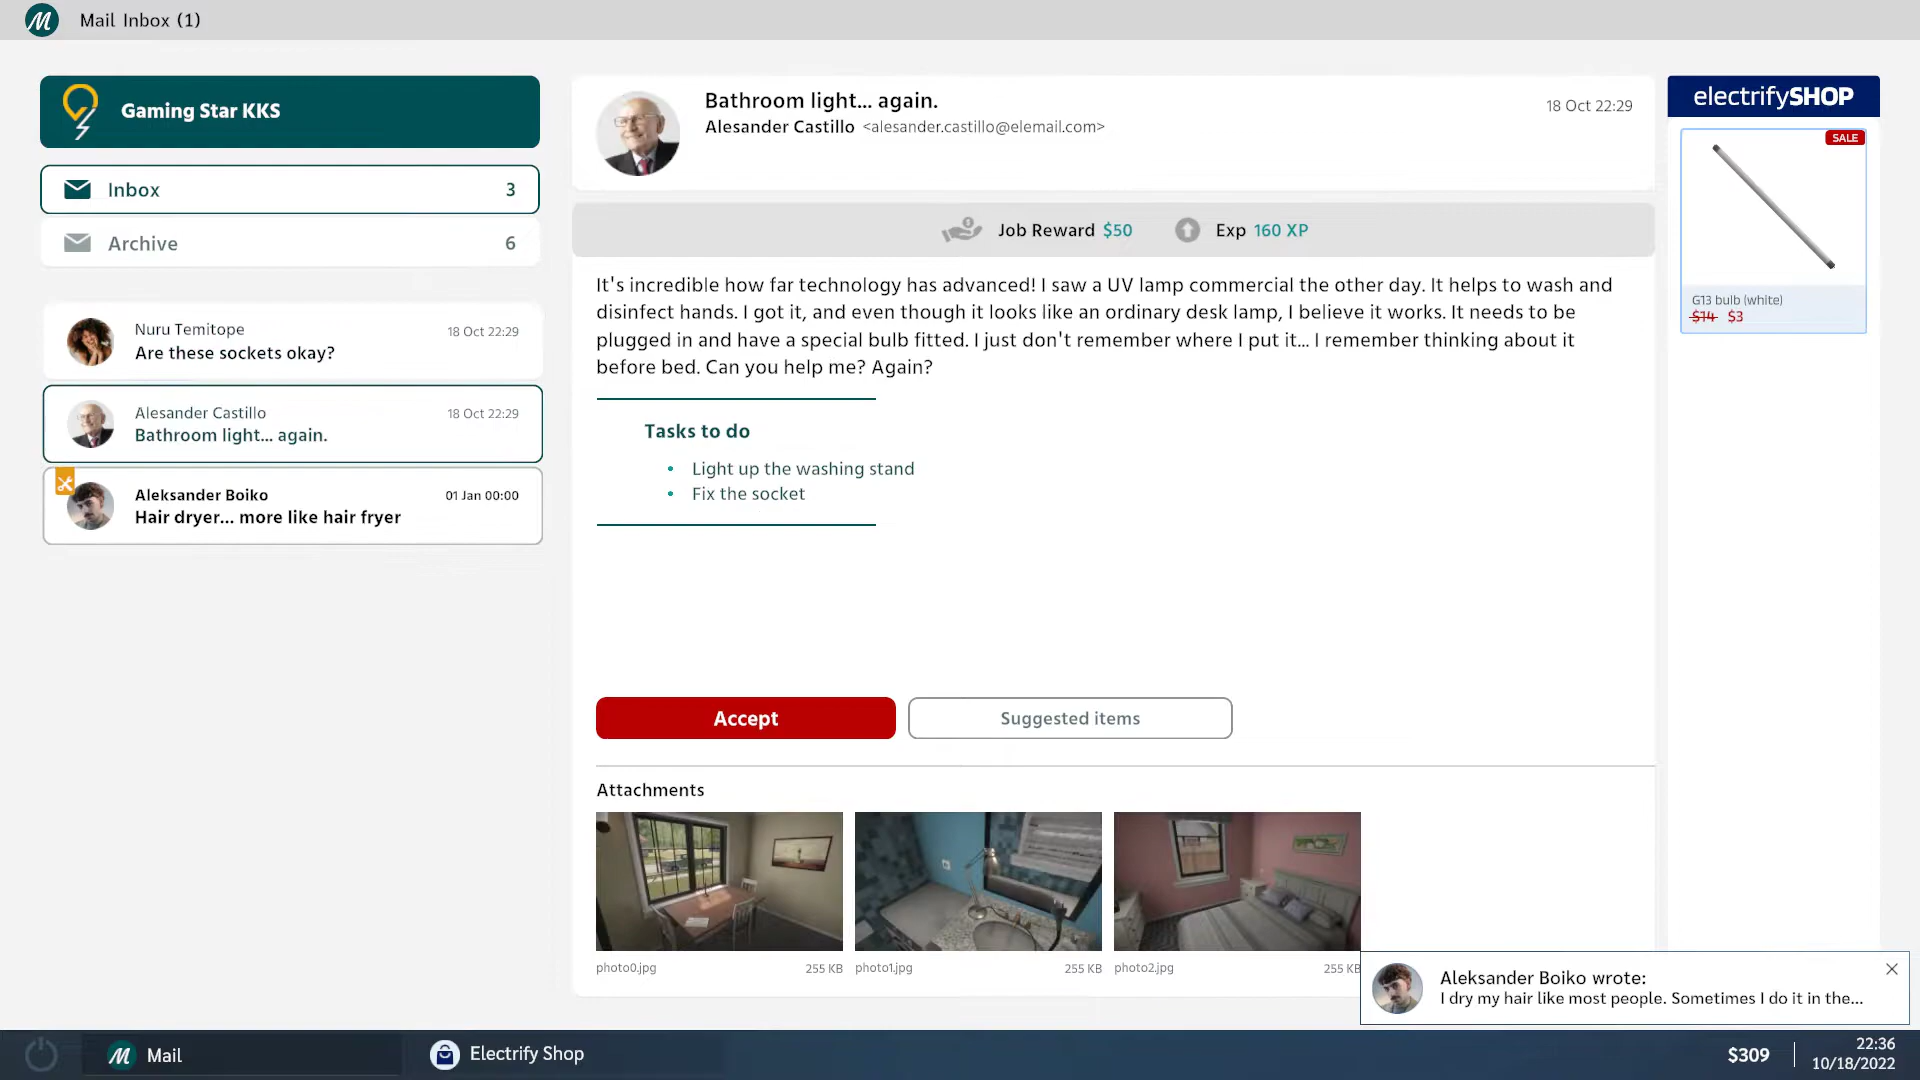 Mail Inbox (1)
Gaming Star KKS
Inbox 3
Archive 6
Nuru Temitope 18 Oct 22:29
Are these sockets okay?
Alesander Castillo 18 Oct 22:29
Bathroom light... again.
Aleksander Boiko 01 Jan 00:00
Hair dryer... more like hair fryer
Bathroom light... again. 18 Oct 22:29
Alesander Castillo <alesander.castillo@elemail.com>
Job Reward $50 Exp 160 XP
It's incredible how far technology has advanced! I saw a UV lamp commercial the other day. It helps to wash and
disinfect hands. I got it, and even though it looks like an ordinary desk lamp, I believe it works. It needs to be
plugged in and have a special bulb fitted. I just don't remember where I put it... I remember thinking about it
before bed. Can you help me? Again?
Tasks to do
• Light up the washing stand
• Fix the socket
Accept Suggested items
Attachments
photo0.jpg 255 KB photo1.jpg 255 KB photo2.jpg 255 KB
electrifySHOP
SALE
G13 bulb (white)
$14 $3
Aleksander Boiko wrote:
I dry my hair like most people. Sometimes I do it in the...
Mail Electrify Shop $309 22:36
10/18/2022